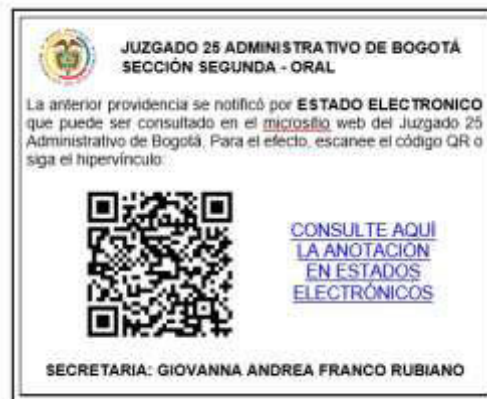 JUZGADO 25 ADMINISTRATIVO DE BOGOTÁ
SECCIÓN SEGUNDA - ORAL
La anterior providencia se notificó por ESTADO ELECTRONICO
que puede ser consultado en el micrositio web del Juzgado 25
Administrativo de Bogotá. Para el efecto, escanee el código QR o
siga el hipervínculo:
CONSULTE AQUÍ
LA ANOTACIÓN
EN ESTADOS
ELECTRÓNICOS
SECRETARIA: GIOVANNA ANDREA FRANCO RUBIANO